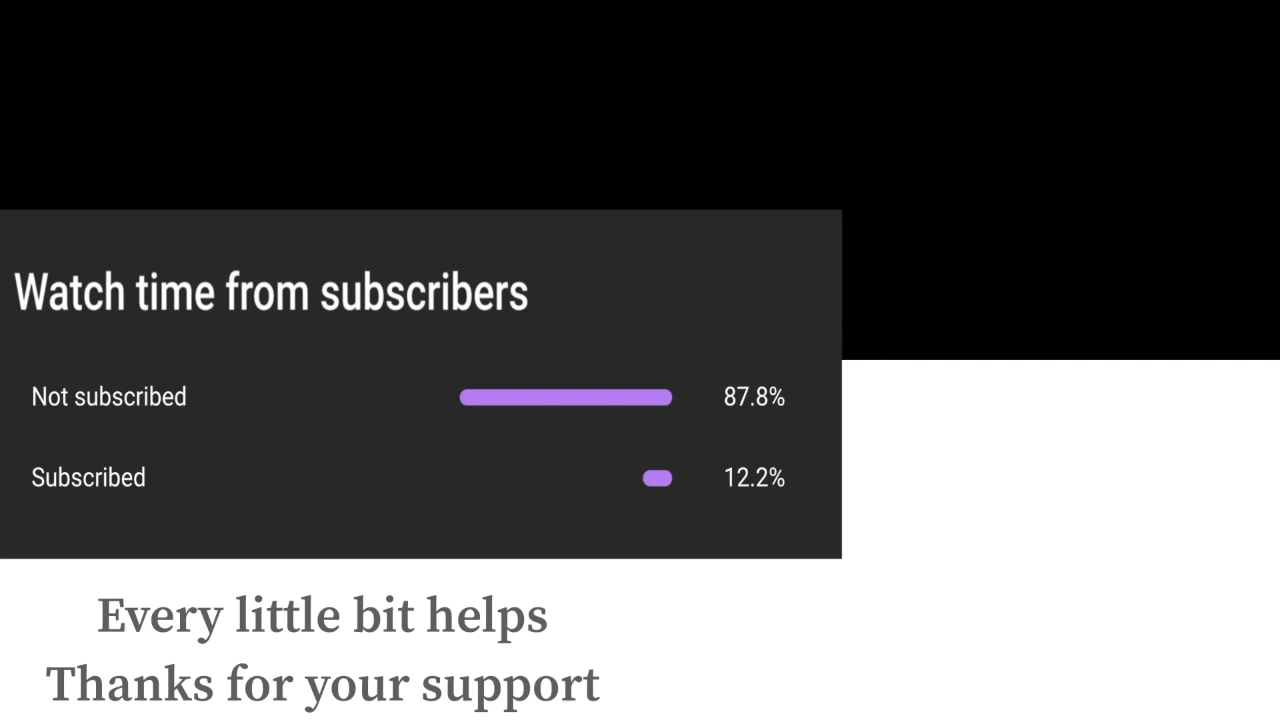 Watch time from subscribers
Not subscribed 87.8%
Subscribed 12.2%
Every little bit helps
Thanks for your support